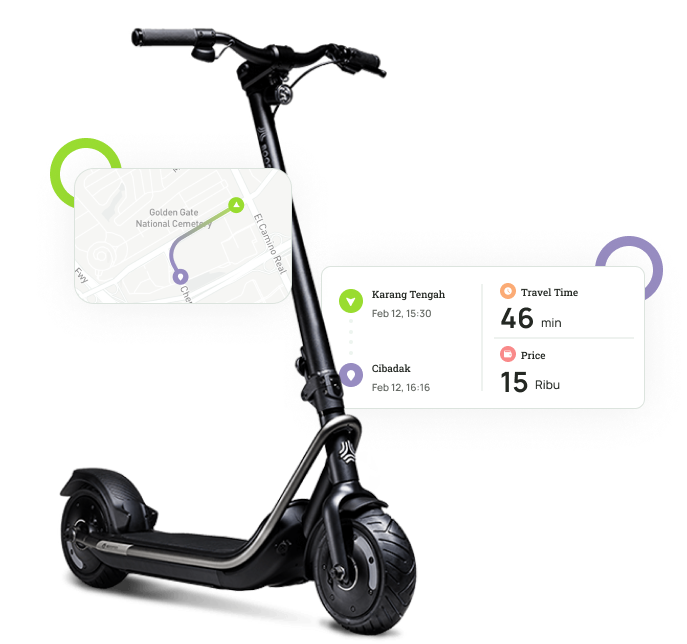 Golden Gate
National Cemetery
El Camino Real
Fwy
Karang Tengah
Feb 12, 15:30
Cibadak
Feb 12, 16:16
Travel Time
46 min
Price
15 Ribu